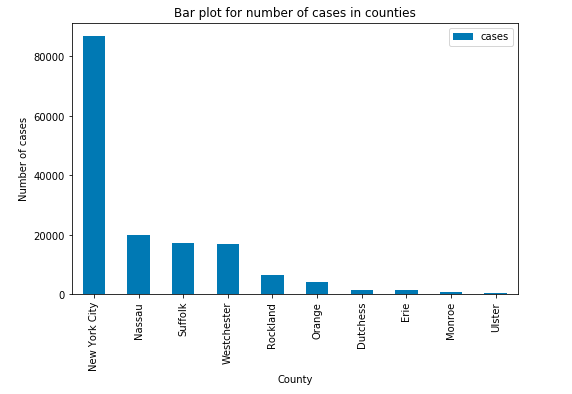 Bar plot for number of cases in counties
cases
Number of cases
80000
60000
40000
20000
0
New York City
Nassau
Suffolk
Westchester
Rockland
Orange
Dutchess
Erie
Monroe
Ulster
County